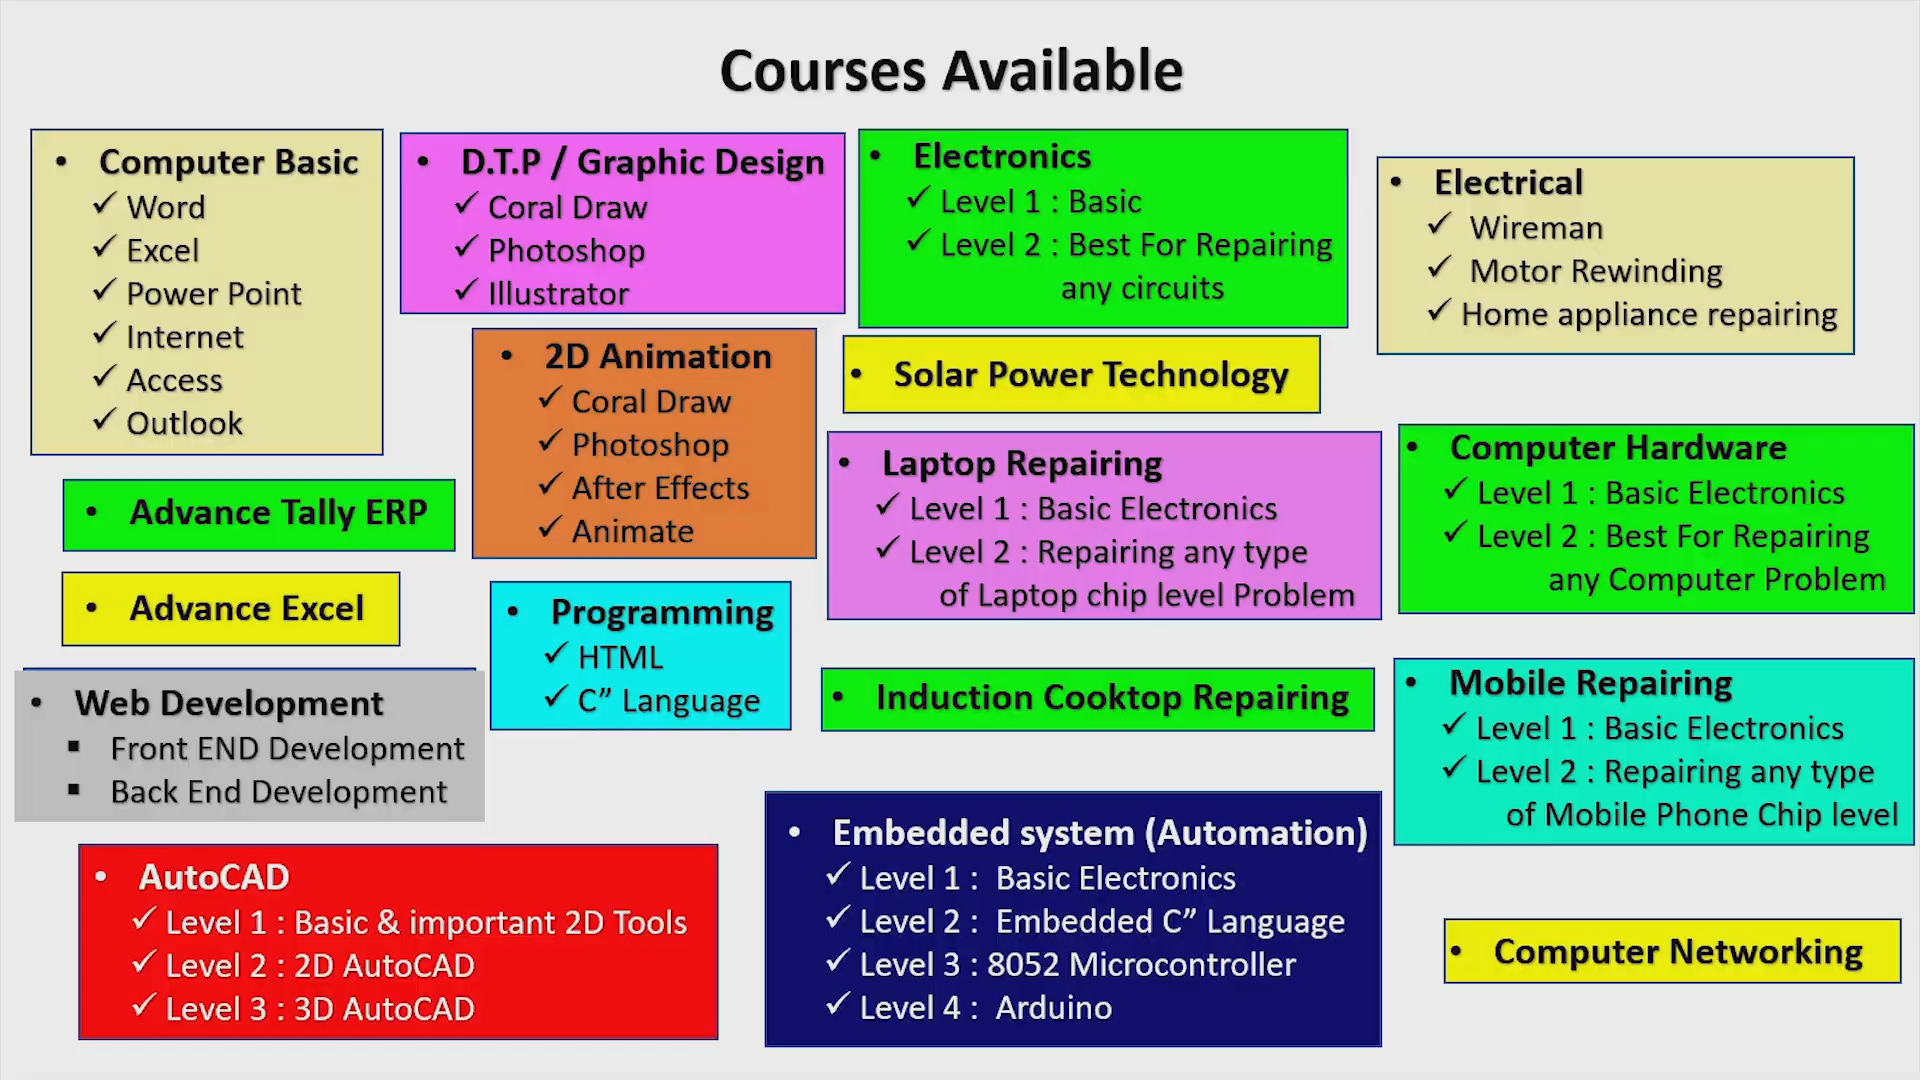 Courses Available
• Computer Basic
✓ Word
✓ Excel
✓ Power Point
✓ Internet
✓ Access
✓ Outlook
• D.T.P / Graphic Design
✓ Coral Draw
✓ Photoshop
✓ Illustrator
• Electronics
✓ Level 1 : Basic
✓ Level 2 : Best For Repairing
any circuits
• Electrical
✓ Wireman
✓ Motor Rewinding
✓ Home appliance repairing
• 2D Animation
✓ Coral Draw
✓ Photoshop
✓ After Effects
✓ Animate
• Solar Power Technology
• Laptop Repairing
✓ Level 1 : Basic Electronics
✓ Level 2 : Repairing any type
of Laptop chip level Problem
• Computer Hardware
✓ Level 1 : Basic Electronics
✓ Level 2 : Best For Repairing
any Computer Problem
• Advance Tally ERP
• Advance Excel
• Programming
✓ HTML
✓ C” Language
• Web Development
▪ Front END Development
▪ Back End Development
• Induction Cooktop Repairing
• Mobile Repairing
✓ Level 1 : Basic Electronics
✓ Level 2 : Repairing any type
of Mobile Phone Chip level
• AutoCAD
✓ Level 1 : Basic & important 2D Tools
✓ Level 2 : 2D AutoCAD
✓ Level 3 : 3D AutoCAD
• Embedded system (Automation)
✓ Level 1 : Basic Electronics
✓ Level 2 : Embedded C” Language
✓ Level 3 : 8052 Microcontroller
✓ Level 4 : Arduino
• Computer Networking